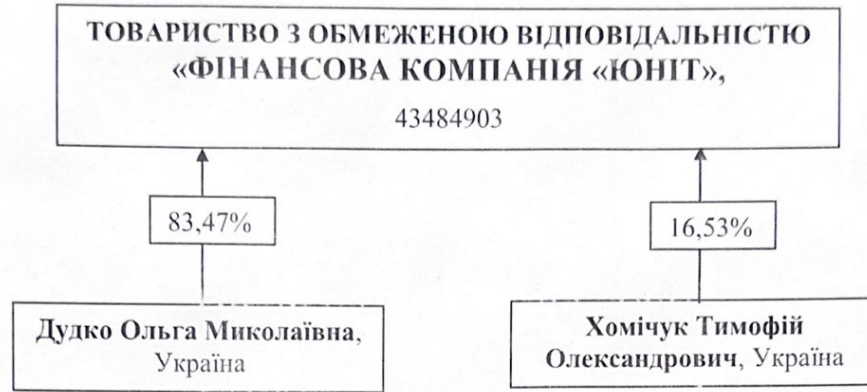 ТОВАРИСТВО З ОБМЕЖЕНОЮ ВІДПОВІДАЛЬНІСТЮ
«ФІНАНСОВА КОМПАНІЯ «ЮНІТ»,
43484903
83,47%
16,53%
Дудко Ольга Миколаївна,
Україна
Хомічук Тимофій
Олександрович, Україна